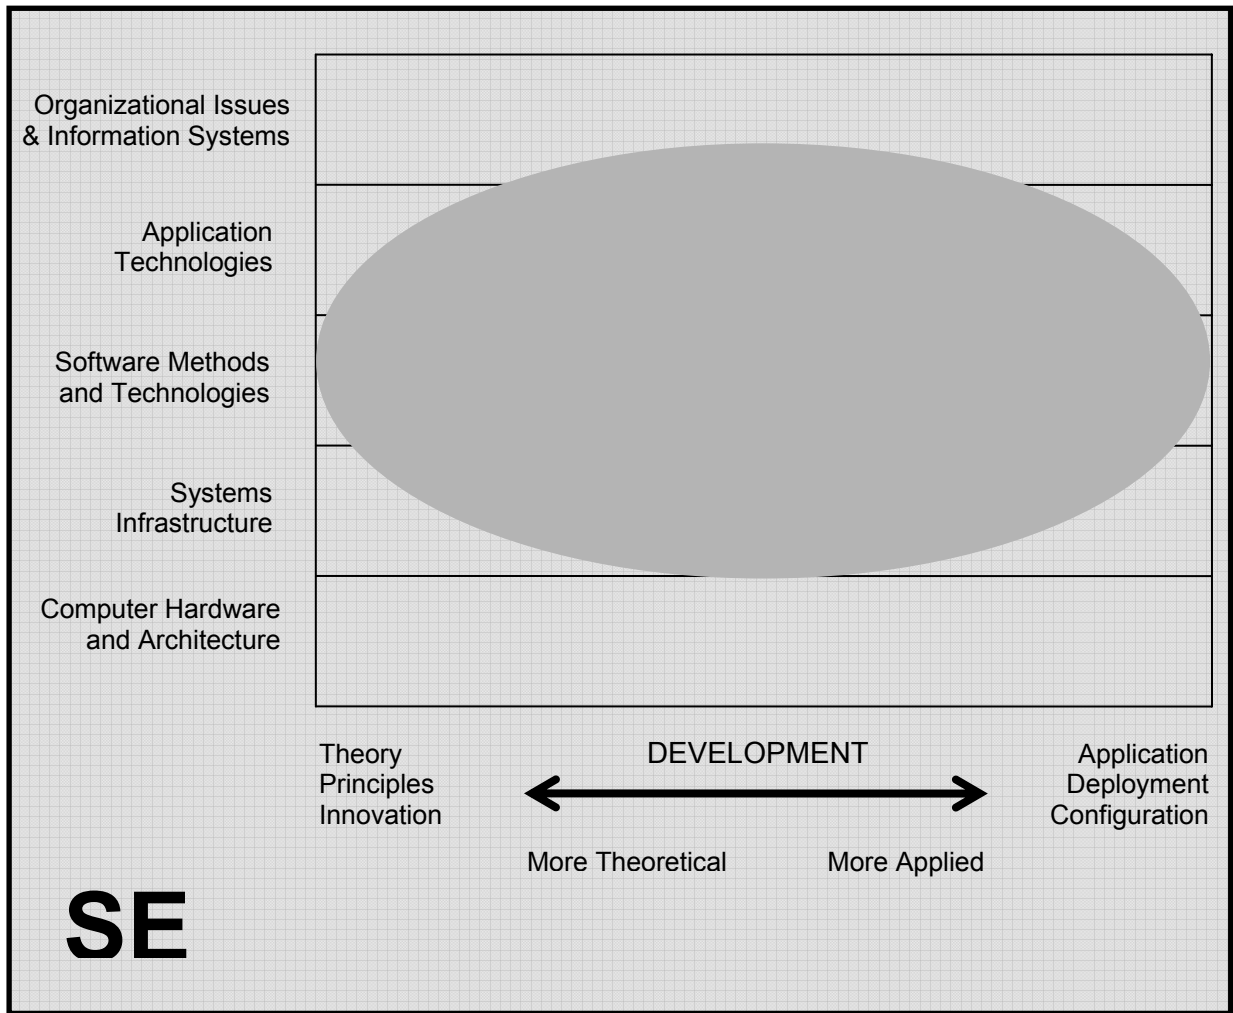 Organizational Issues
& Information Systems
Application
Technologies
Software Methods
and Technologies
Systems
Infrastructure
Computer Hardware
and Architecture
Theory
Principles
Innovation
DEVELOPMENT
Application
Deployment
Configuration
More Theoretical
More Applied
SE